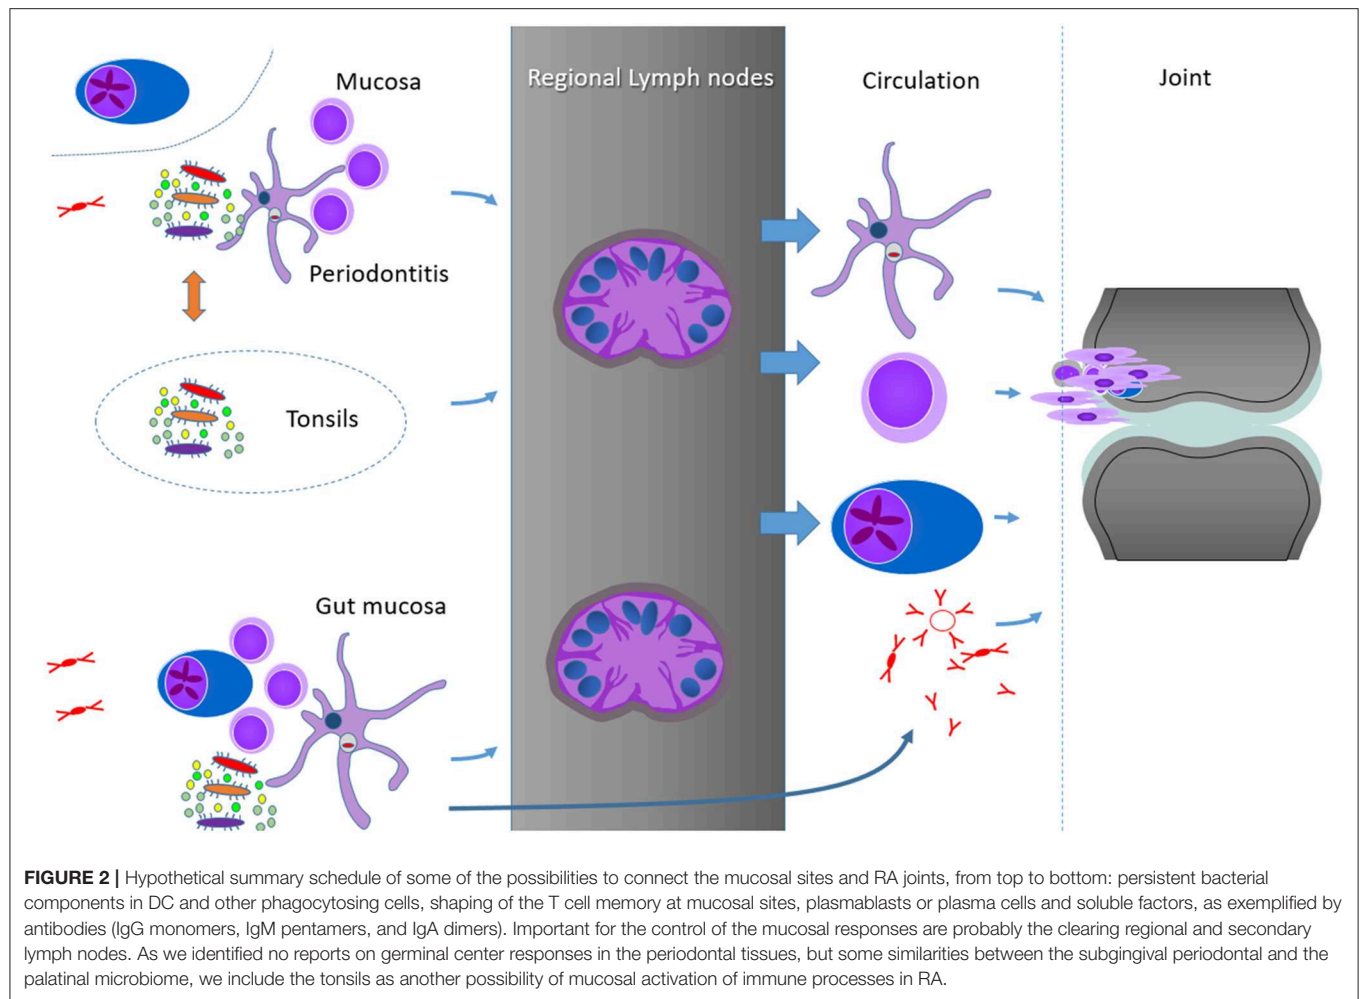 Mucosa
Regional Lymph nodes
Circulation
Joint
Periodontitis
Tonsils
Gut mucosa
FIGURE 2 | Hypothetical summary schedule of some of the possibilities to connect the mucosal sites and RA joints, from top to bottom: persistent bacterial
components in DC and other phagocytosing cells, shaping of the T cell memory at mucosal sites, plasmablasts or plasma cells and soluble factors, as exemplified by
antibodies (IgG monomers, IgM pentamers, and IgA dimers). Important for the control of the mucosal responses are probably the clearing regional and secondary
lymph nodes. As we identified no reports on germinal center responses in the periodontal tissues, but some similarities between the subgingival periodontal and the
palatinal microbiome, we include the tonsils as another possibility of mucosal activation of immune processes in RA.